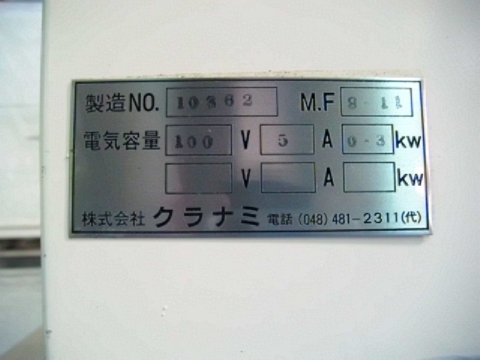 製造NO. 10862 M.F 8-11
電気容量 100 V 5 A 0-3 kw
V A kw
株式会社 クラナミ 電話 (048) 481-2311(代)